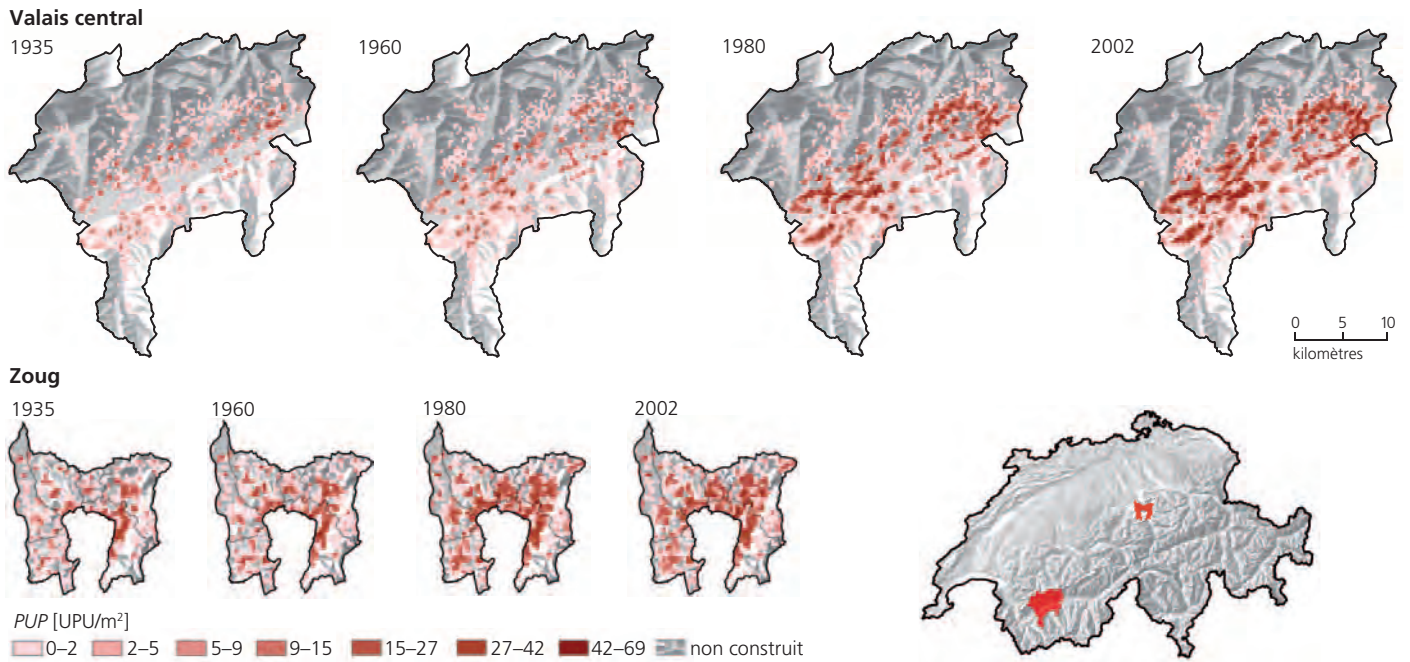 Valais central
1935 1960 1980 2002
0 5 10
kilomètres
Zoug
1935 1960 1980 2002
PUP [UPU/m²]
0–2 2–5 5–9 9–15 15–27 27–42 42–69 non construit